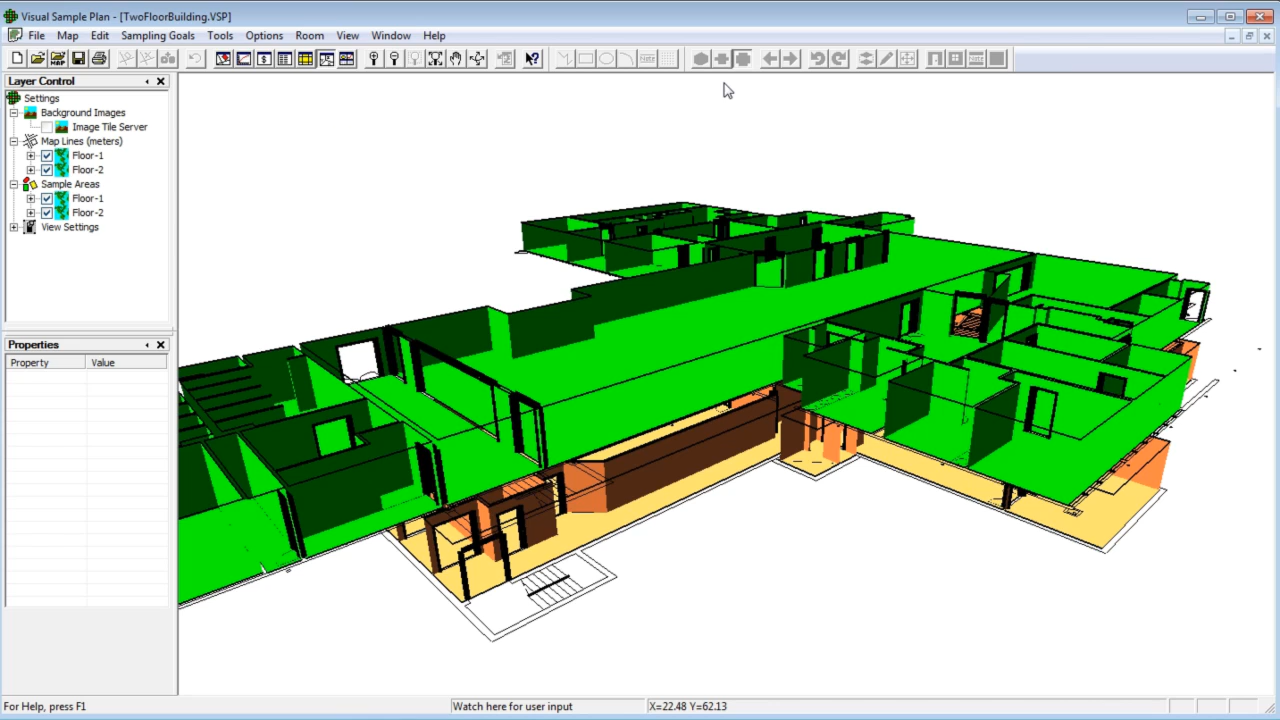 Visual Sample Plan - [TwoFloorBuilding.VSP]
File Map Edit Sampling Goals Tools Options Room View Window Help
Layer Control
Settings
Background Images
Image Tile Server
Map Lines (meters)
Floor-1
Floor-2
Sample Areas
Floor-1
Floor-2
View Settings
Properties
Property Value
For Help, press F1 Watch here for user input X=22.48 Y=62.13